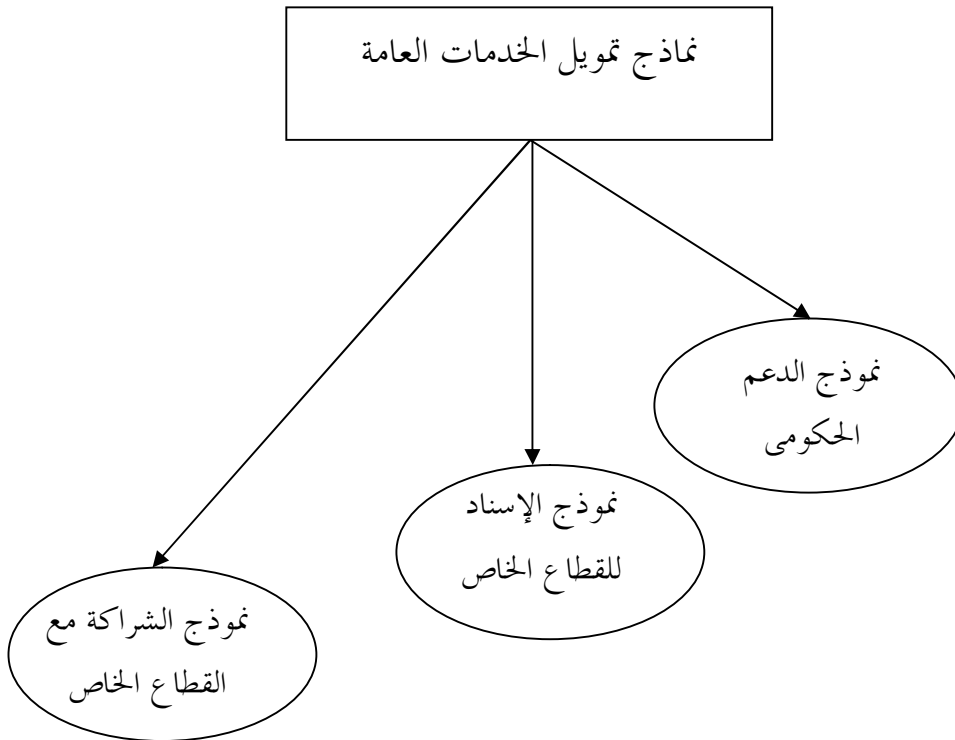 نماذج تمويل الخدمات العامة
نموذج الدعم
الحكومى
نموذج الإسناد
للقطاع الخاص
نموذج الشراكة مع
القطاع الخاص